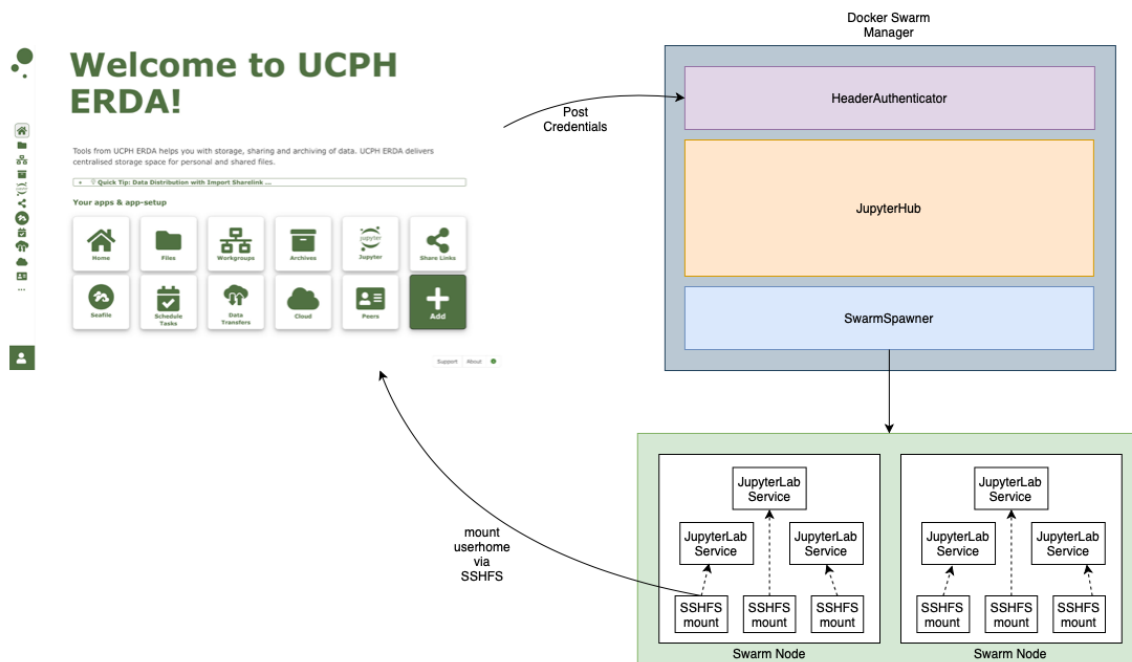 Welcome to UCPH
ERDA!
Tools from UCPH ERDA helps you with storage, sharing and archiving of data. UCPH ERDA delivers
centralised storage space for personal and shared files.
Quick Tip: Data Distribution with Import Sharelink ...
Your apps & app-setup
Home
Files
Workgroups
Archives
Jupyter
Jupyter
Share Links
Seafile
Schedule
Tasks
Data
Transfers
Cloud
Peers
Add
Support
About
Post
Credentials
Docker Swarm
Manager
HeaderAuthenticator
JupyterHub
SwarmSpawner
mount
userhome
via
SSHFS
JupyterLab
Service
JupyterLab
Service
JupyterLab
Service
SSHFS
mount
SSHFS
mount
SSHFS
mount
Swarm Node
JupyterLab
Service
JupyterLab
Service
JupyterLab
Service
SSHFS
mount
SSHFS
mount
SSHFS
mount
Swarm Node